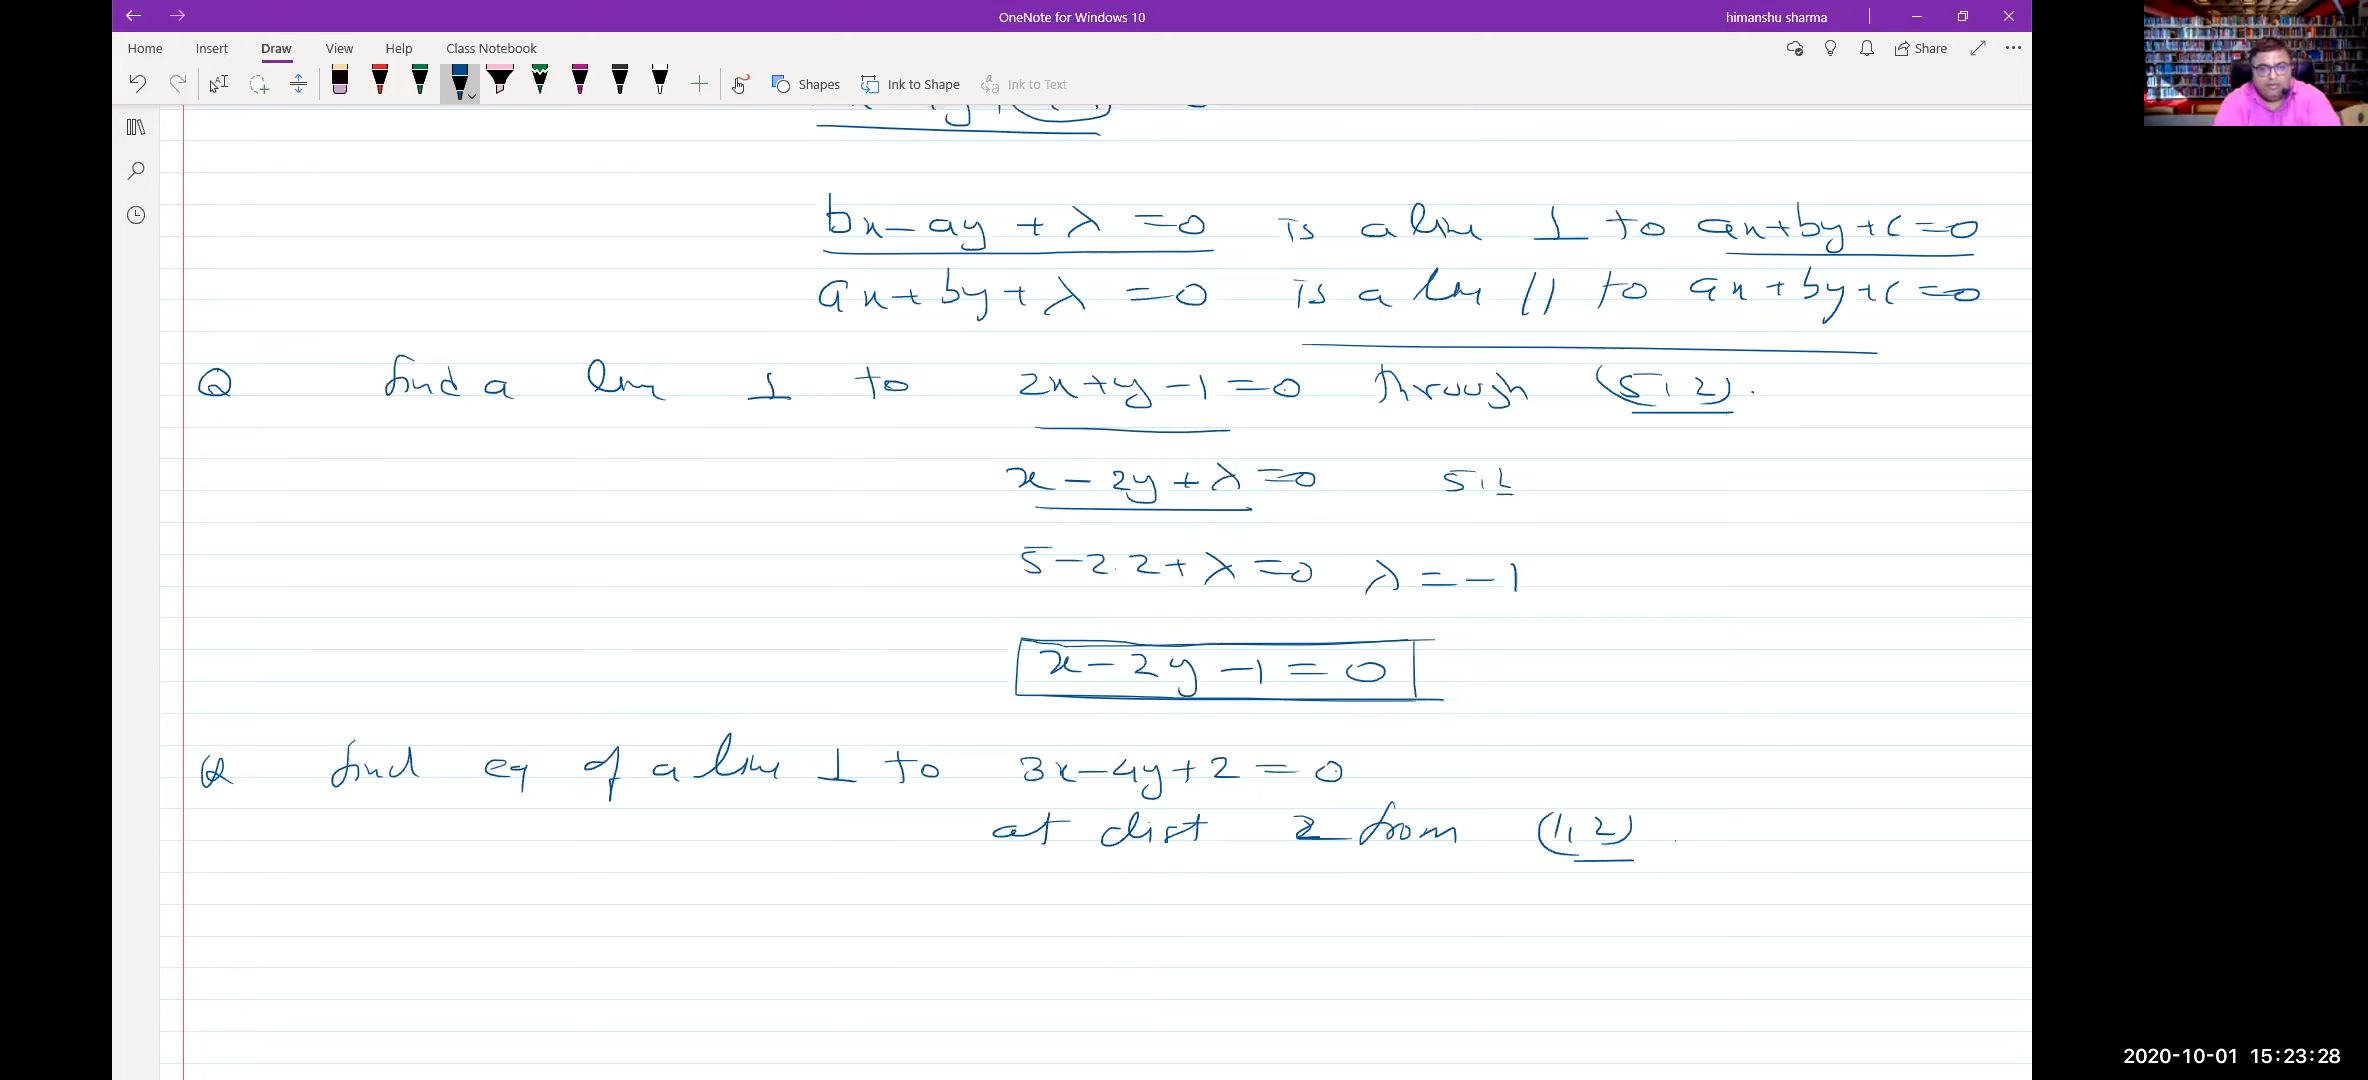 OneNote for Windows 10
himanshu sharma
Home Insert Draw View Help Class Notebook
Share
Shapes Ink to Shape Ink to Text
bx - ay + λ = 0 is a line ⊥ to ax + by + c = 0
ax + by + λ = 0 is a line // to ax + by + c = 0
Q find a line ⊥ to 2x + y - 1 = 0 through (5, 2).
x - 2y + λ = 0 5, 2
5 - 2.2 + λ = 0 λ = -1
x - 2y - 1 = 0
Q find eq of a line ⊥ to 3x - 4y + 2 = 0
at dist 2 from (1, 2).
2020-10-01 15:23:28